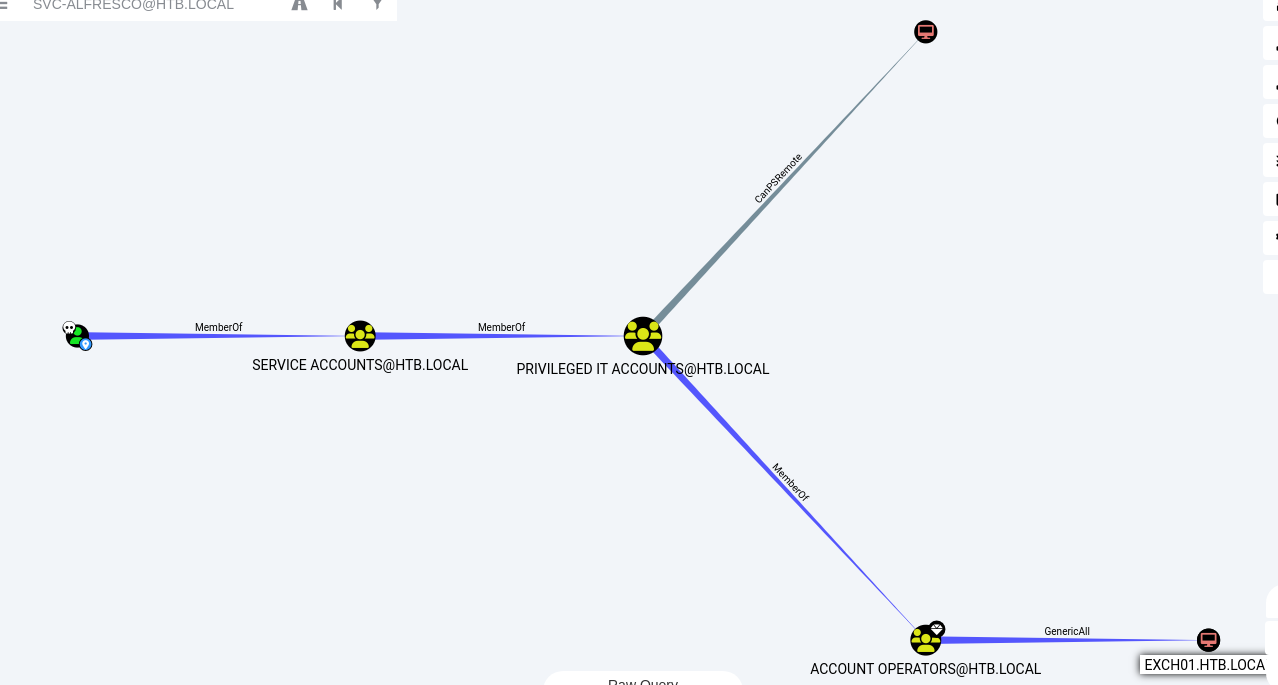 SVC-ALFRESCO@HTB.LOCAL
CanPSRemote
MemberOf
MemberOf
SERVICE ACCOUNTS@HTB.LOCAL
PRIVILEGED IT ACCOUNTS@HTB.LOCAL
MemberOf
GenericAll
ACCOUNT OPERATORS@HTB.LOCAL
EXCH01.HTB.LOCA
Raw Query